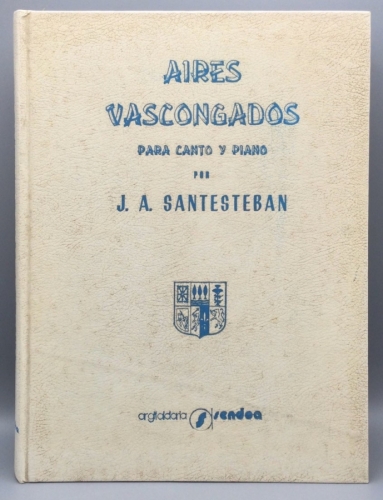 AIRES
VASCONGADOS
PARA CANTO Y PIANO
POR
J. A. SANTESTEBAN
argitaldaria sendoa